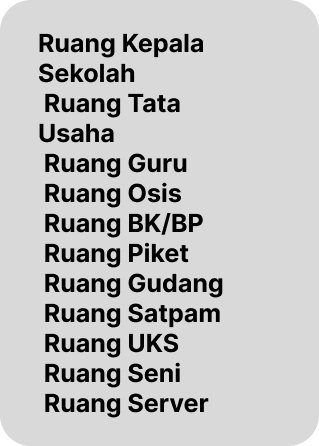 Ruang Kepala
Sekolah
Ruang Tata
Usaha
Ruang Guru
Ruang Osis
Ruang BK/BP
Ruang Piket
Ruang Gudang
Ruang Satpam
Ruang UKS
Ruang Seni
Ruang Server